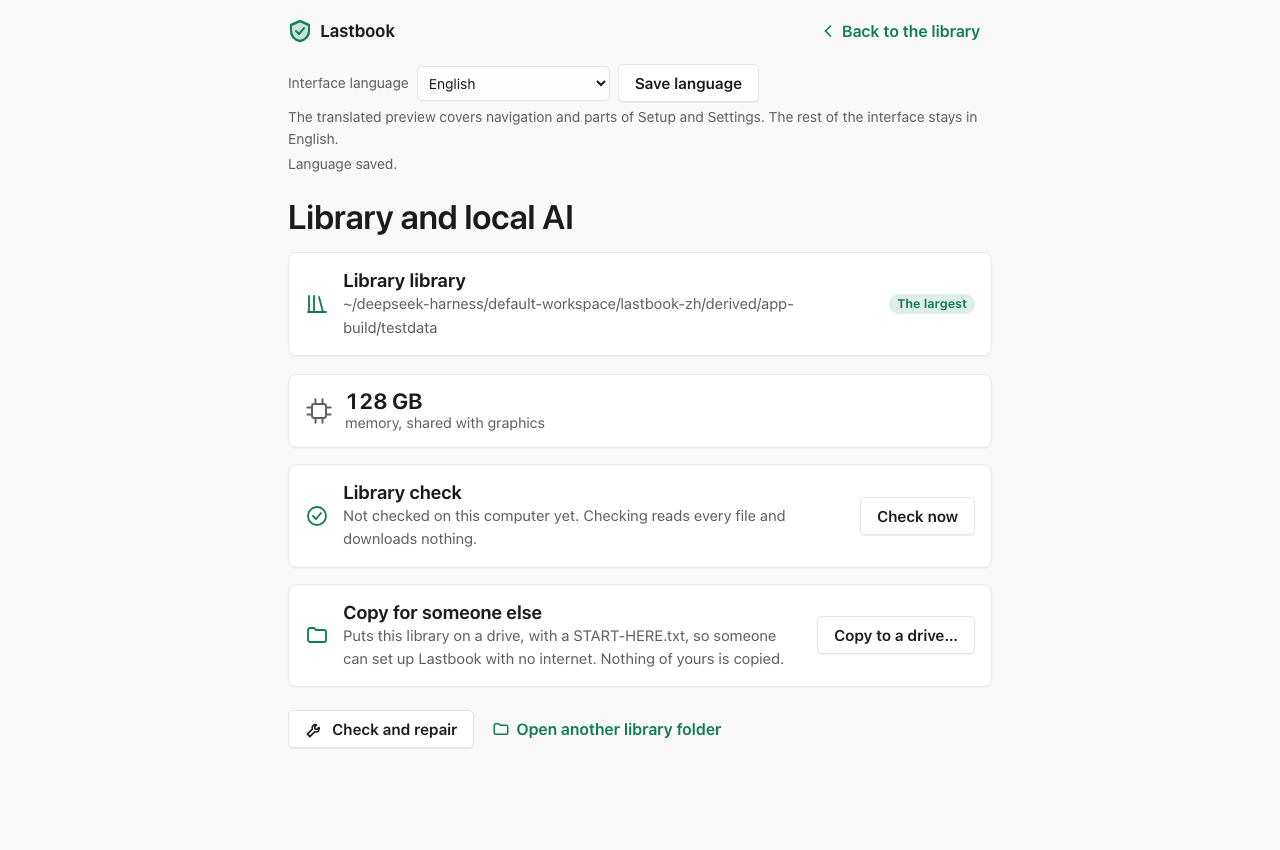 Lastbook
Back to the library
Interface language
English
Save language
The translated preview covers navigation and parts of Setup and Settings. The rest of the interface stays in
English.
Language saved.
Library and local AI
Library library
~/deepseek-harness/default-workspace/lastbook-zh/derived/app-
build/testdata
The largest
128 GB
memory, shared with graphics
Library check
Not checked on this computer yet. Checking reads every file and
downloads nothing.
Check now
Copy for someone else
Puts this library on a drive, with a START-HERE.txt, so someone
can set up Lastbook with no internet. Nothing of yours is copied.
Copy to a drive...
Check and repair
Open another library folder